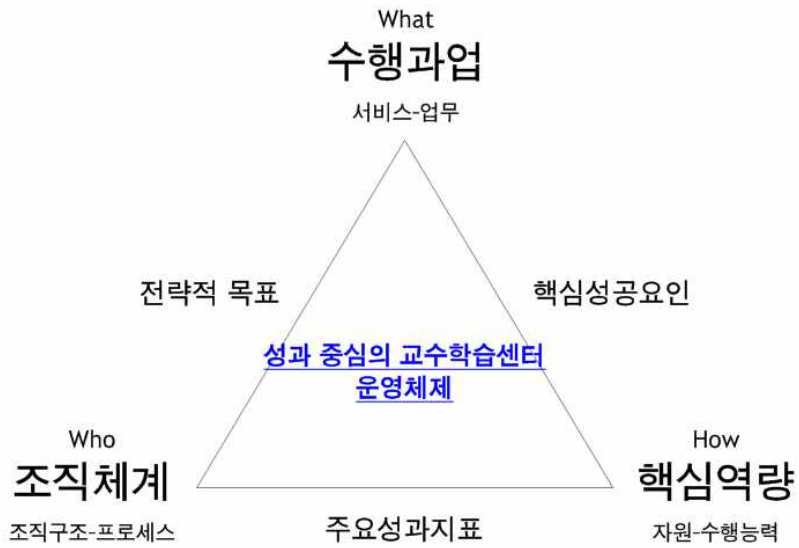 What
수행과업
서비스-업무
전략적 목표
핵심성공요인
성과 중심의 교수학습센터
운영체제
Who
조직체계
조직구조-프로세스
How
핵심역량
자원-수행능력
주요성과지표